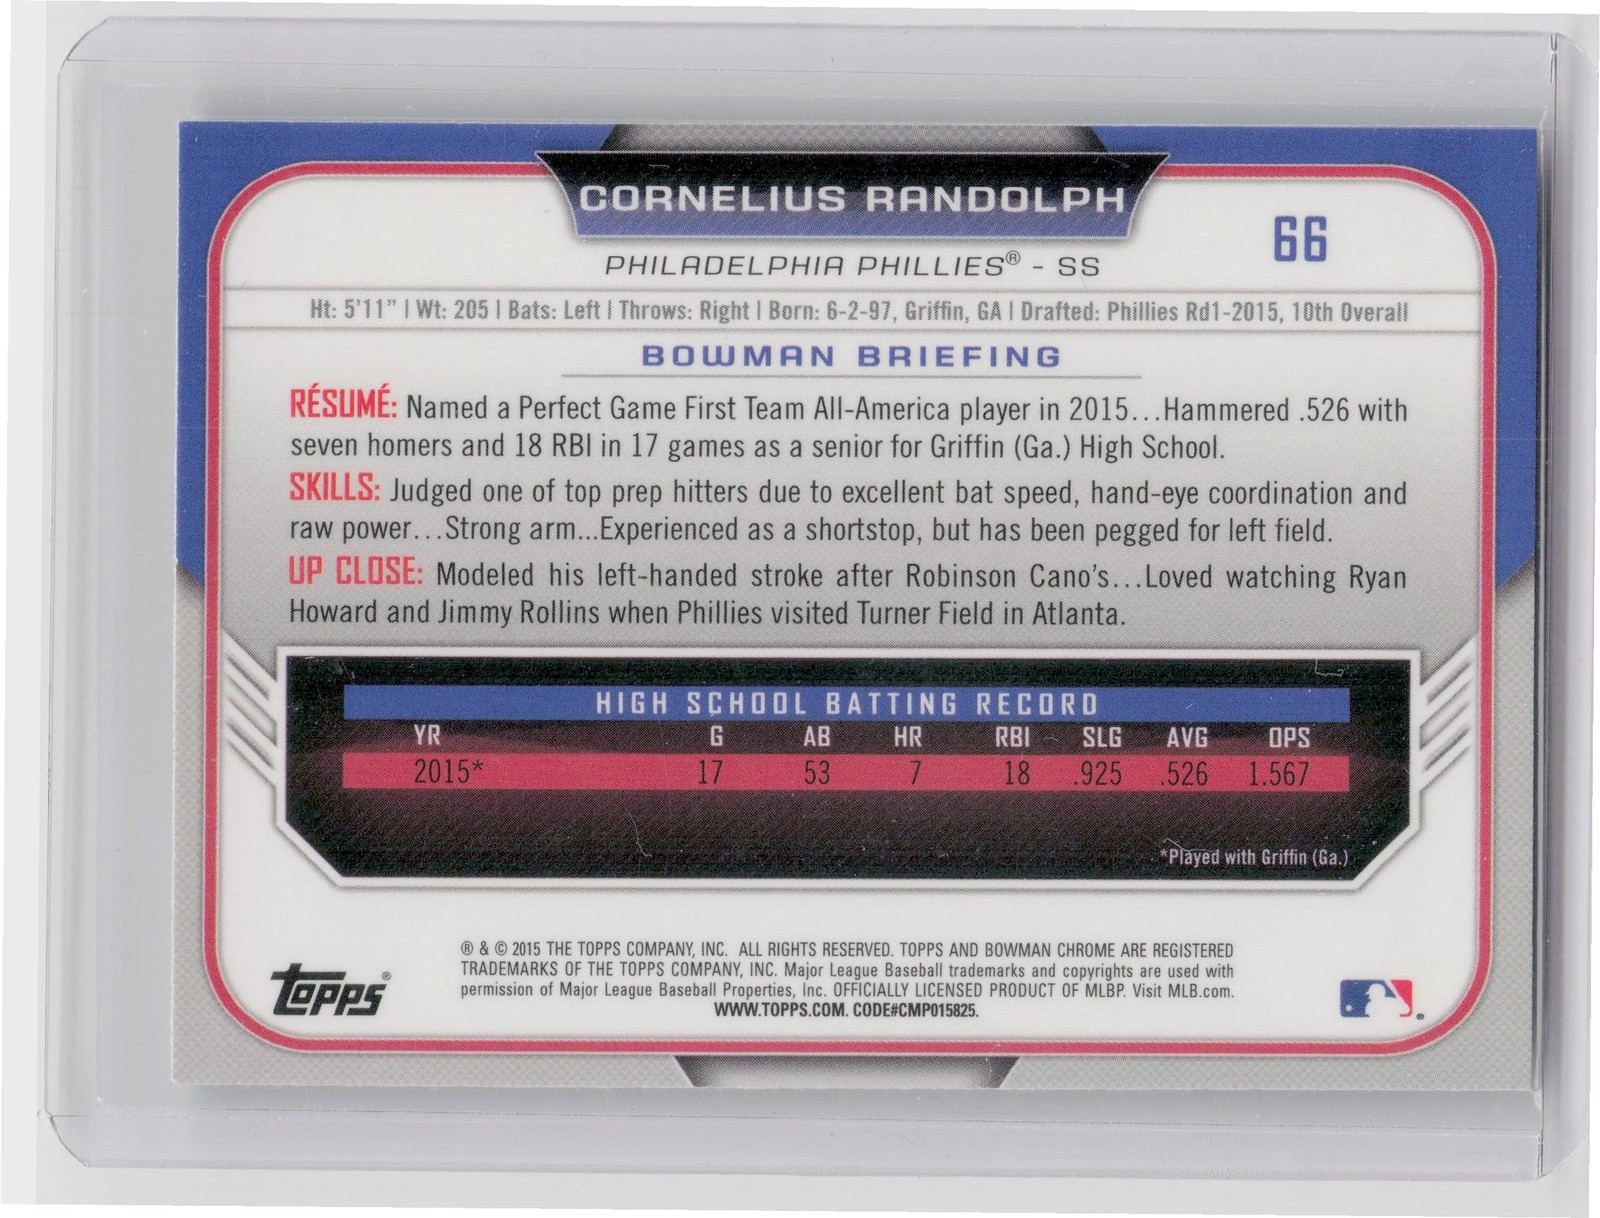 CORNELIUS RANDOLPH
66
PHILADELPHIA PHILLIES® - SS
Ht: 5'11" | Wt: 205 | Bats: Left | Throws: Right | Born: 6-2-97, Griffin, GA | Drafted: Phillies Rd1-2015, 10th Overall
BOWMAN BRIEFING
RÉSUMÉ: Named a Perfect Game First Team All-America player in 2015...Hammered .526 with
seven homers and 18 RBI in 17 games as a senior for Griffin (Ga.) High School.
SKILLS: Judged one of top prep hitters due to excellent bat speed, hand-eye coordination and
raw power...Strong arm...Experienced as a shortstop, but has been pegged for left field.
UP CLOSE: Modeled his left-handed stroke after Robinson Cano's...Loved watching Ryan
Howard and Jimmy Rollins when Phillies visited Turner Field in Atlanta.
HIGH SCHOOL BATTING RECORD
YR G AB HR RBI SLG AVG OPS
2015* 17 53 7 18 .925 .526 1.567
*Played with Griffin (Ga.)
® & © 2015 THE TOPPS COMPANY, INC. ALL RIGHTS RESERVED. TOPPS AND BOWMAN CHROME ARE REGISTERED
TRADEMARKS OF THE TOPPS COMPANY, INC. Major League Baseball trademarks and copyrights are used with
permission of Major League Baseball Properties, Inc. OFFICIALLY LICENSED PRODUCT OF MLBP. Visit MLB.com.
WWW.TOPPS.COM. CODE#CMP015825.
topps®